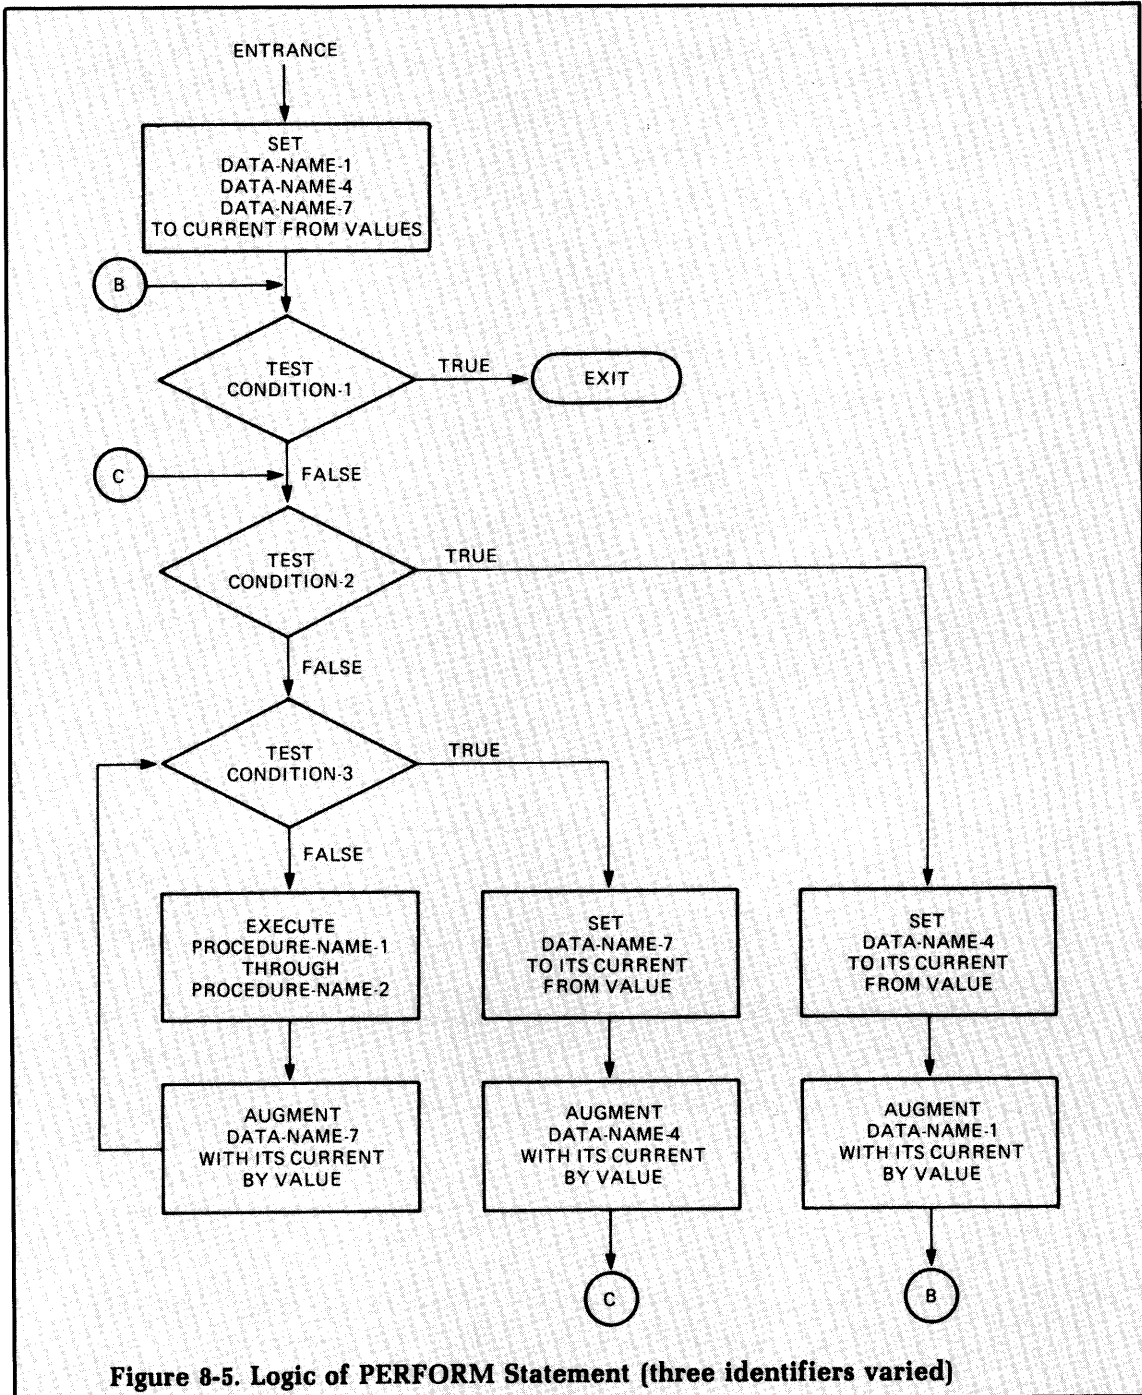 ENTRANCE
SET
DATA-NAME-1
DATA-NAME-4
DATA-NAME-7
TO CURRENT FROM VALUES
B
TEST
CONDITION-1
TRUE
EXIT
C
FALSE
TEST
CONDITION-2
TRUE
FALSE
TEST
CONDITION-3
TRUE
FALSE
EXECUTE
PROCEDURE-NAME-1
THROUGH
PROCEDURE-NAME-2
SET
DATA-NAME-7
TO ITS CURRENT
FROM VALUE
SET
DATA-NAME-4
TO ITS CURRENT
FROM VALUE
AUGMENT
DATA-NAME-7
WITH ITS CURRENT
BY VALUE
AUGMENT
DATA-NAME-4
WITH ITS CURRENT
BY VALUE
AUGMENT
DATA-NAME-1
WITH ITS CURRENT
BY VALUE
C
B
Figure 8-5. Logic of PERFORM Statement (three identifiers varied)